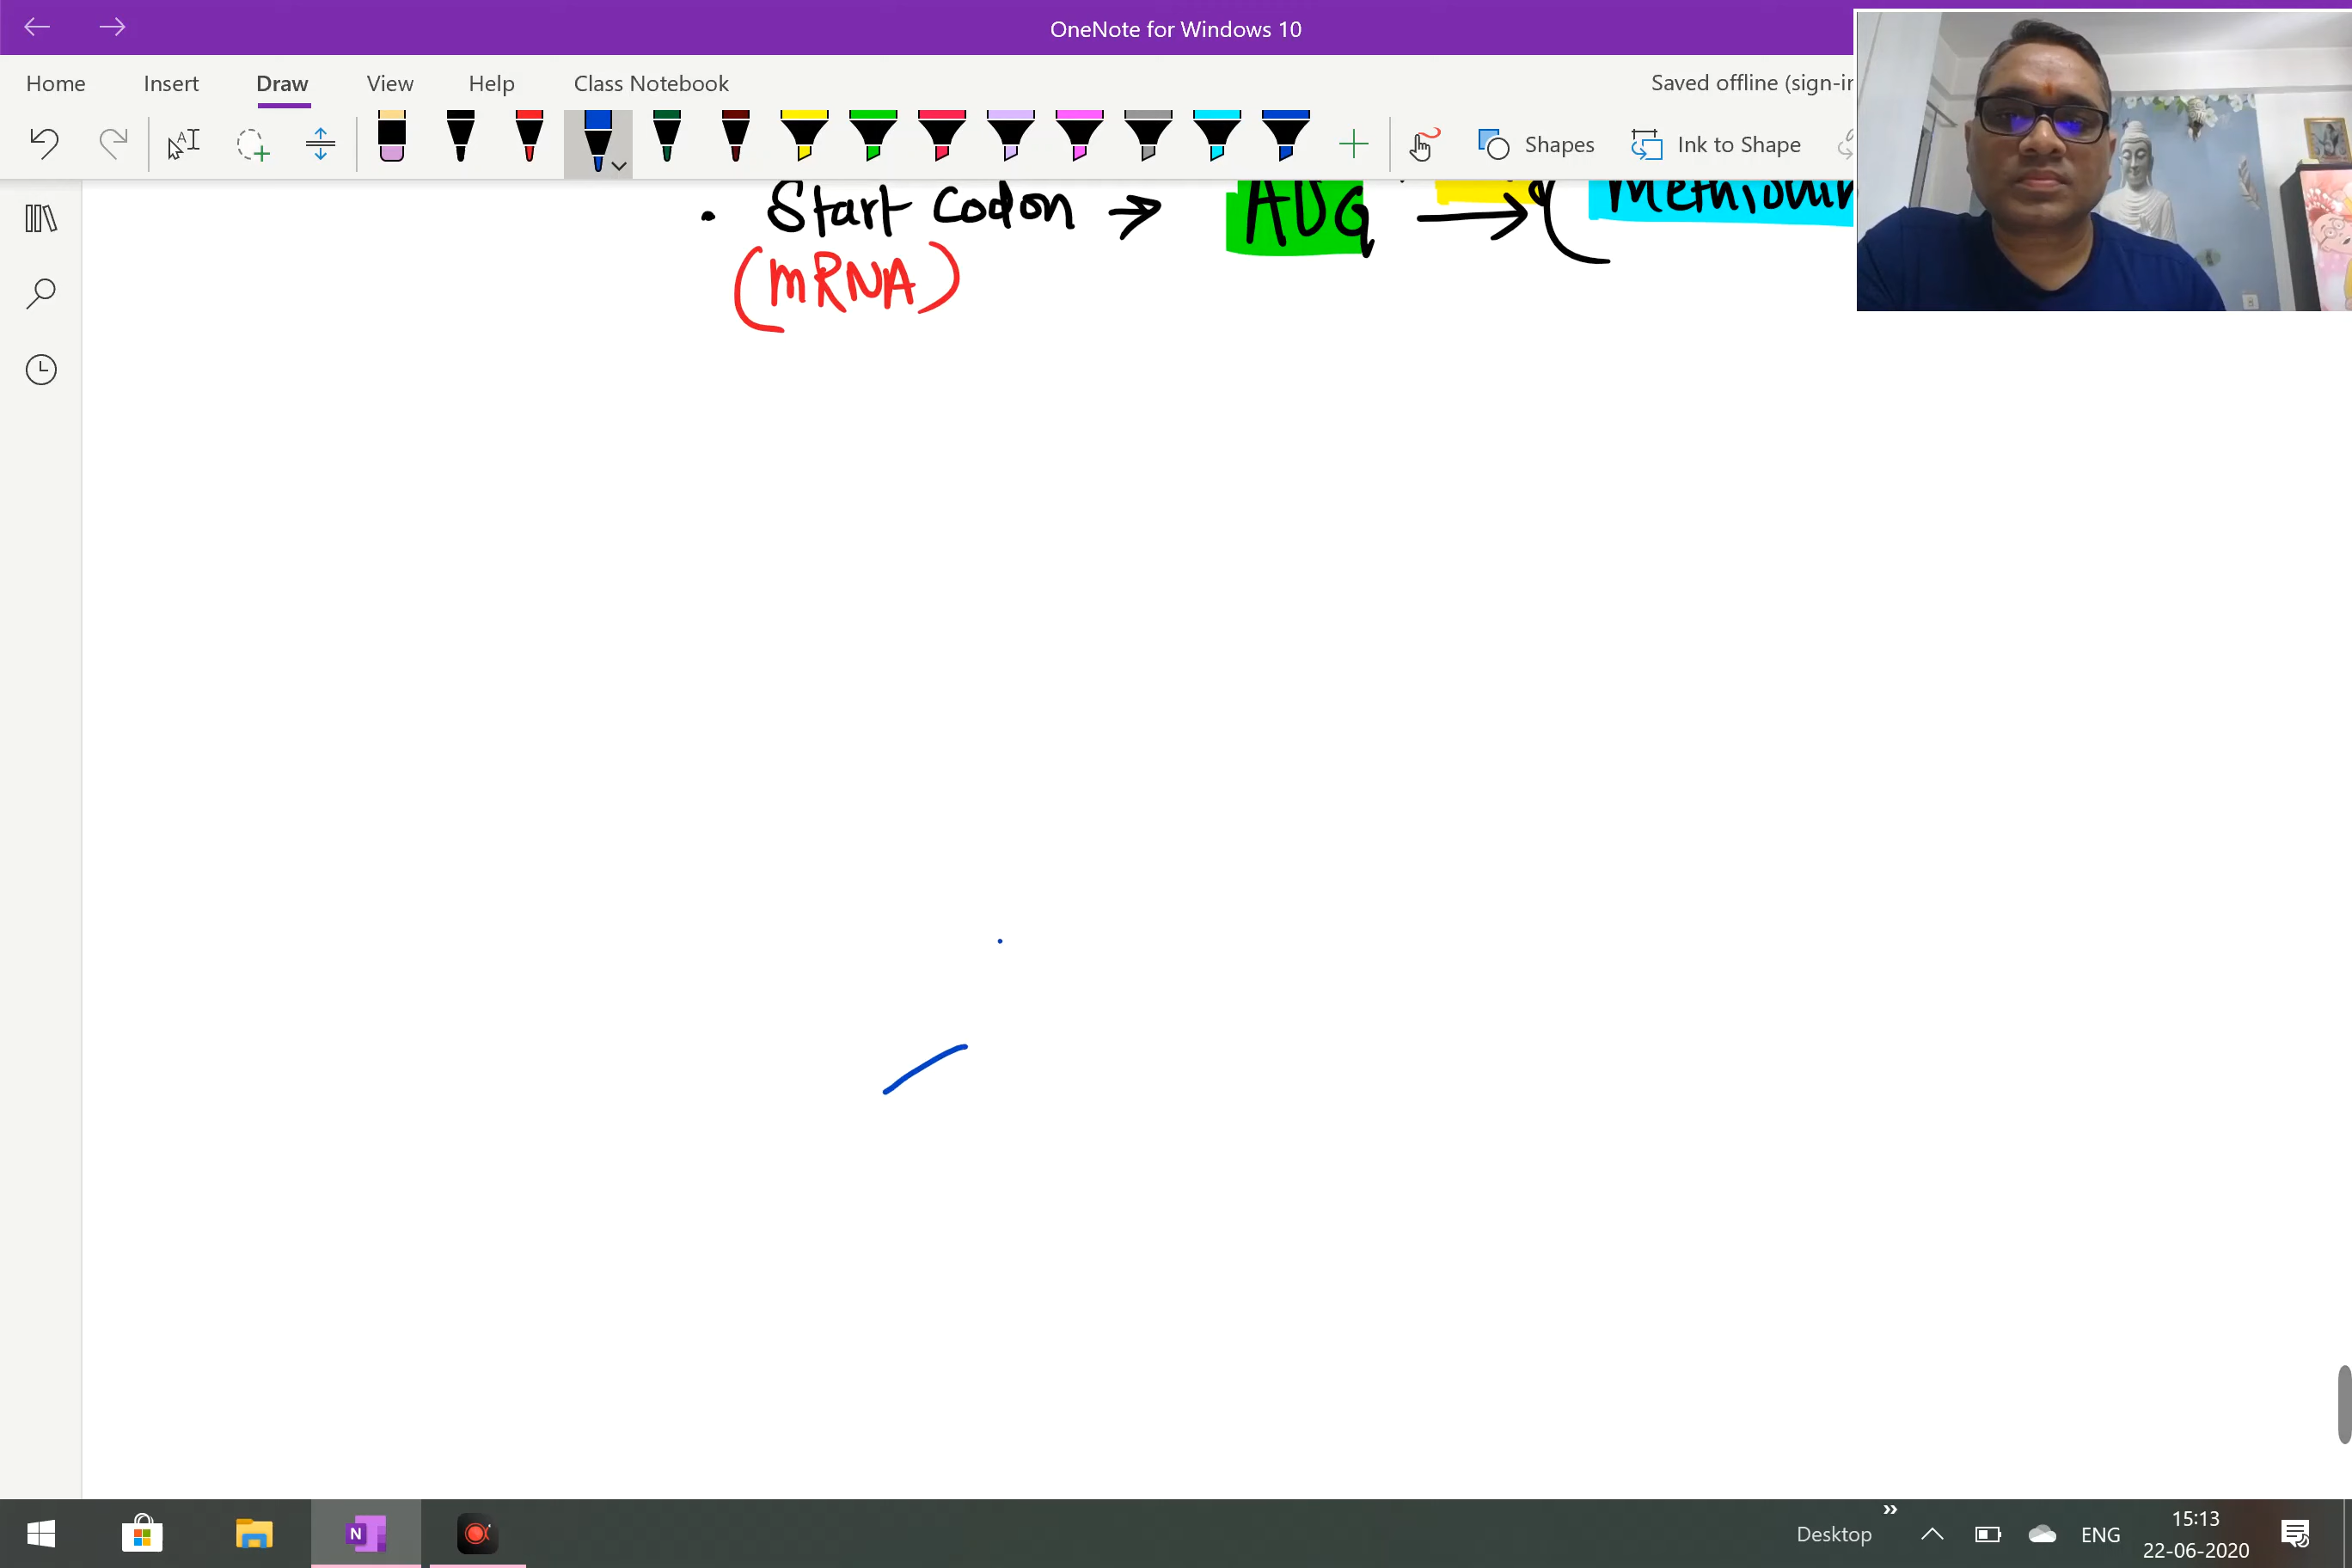 OneNote for Windows 10
Home Insert Draw View Help Class Notebook Saved offline (sign-in
Shapes Ink to Shape
• Start Codon → AUG → (
(mRNA)
Desktop ENG 15:13
22-06-2020